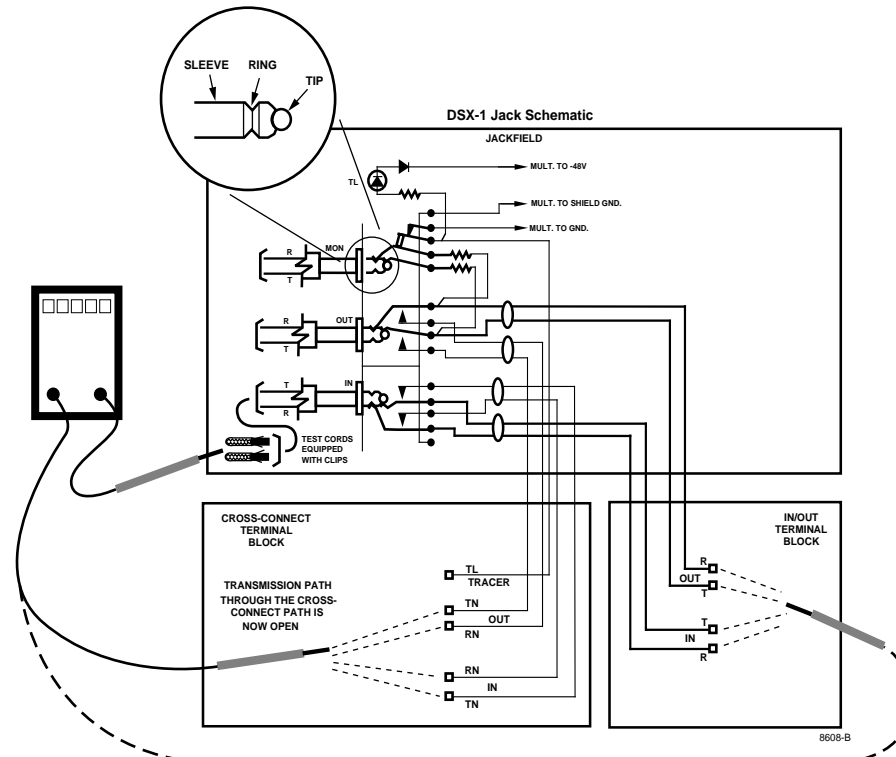 SLEEVE
RING
TIP
DSX-1 Jack Schematic
JACKFIELD
MULT. TO -48V
TL
MULT. TO SHIELD GND.
MULT. TO GND.
R
MON
T
R
OUT
T
T
IN
R
TEST CORDS
EQUIPPED
WITH CLIPS
CROSS-CONNECT
TERMINAL
BLOCK
TRANSMISSION PATH
THROUGH THE CROSS-
CONNECT PATH IS
NOW OPEN
TL
TRACER
TN
OUT
RN
RN
IN
TN
IN/OUT
TERMINAL
BLOCK
R
OUT
T
T
IN
R
8608-B